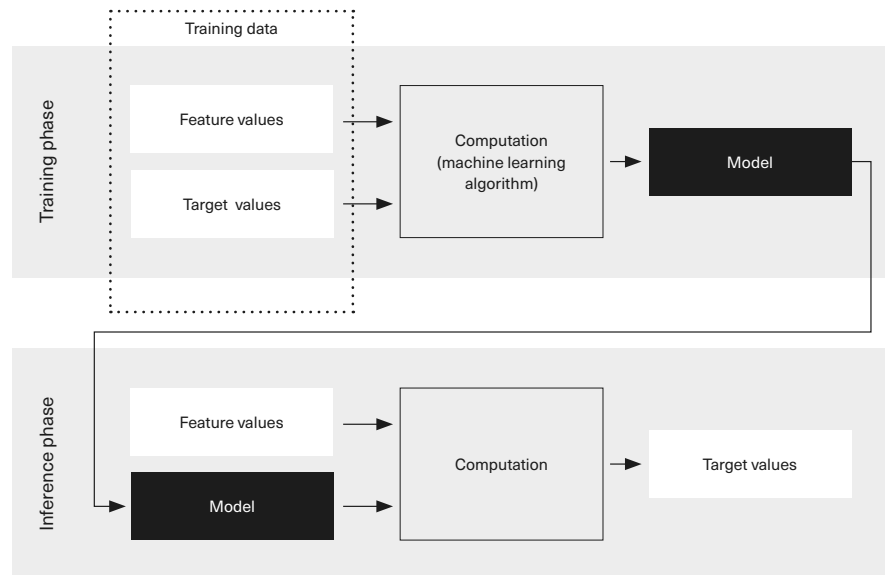 Training data
Training phase
Feature values
Target values
Computation
(machine learning
algorithm)
Model
Inference phase
Feature values
Model
Computation
Target values